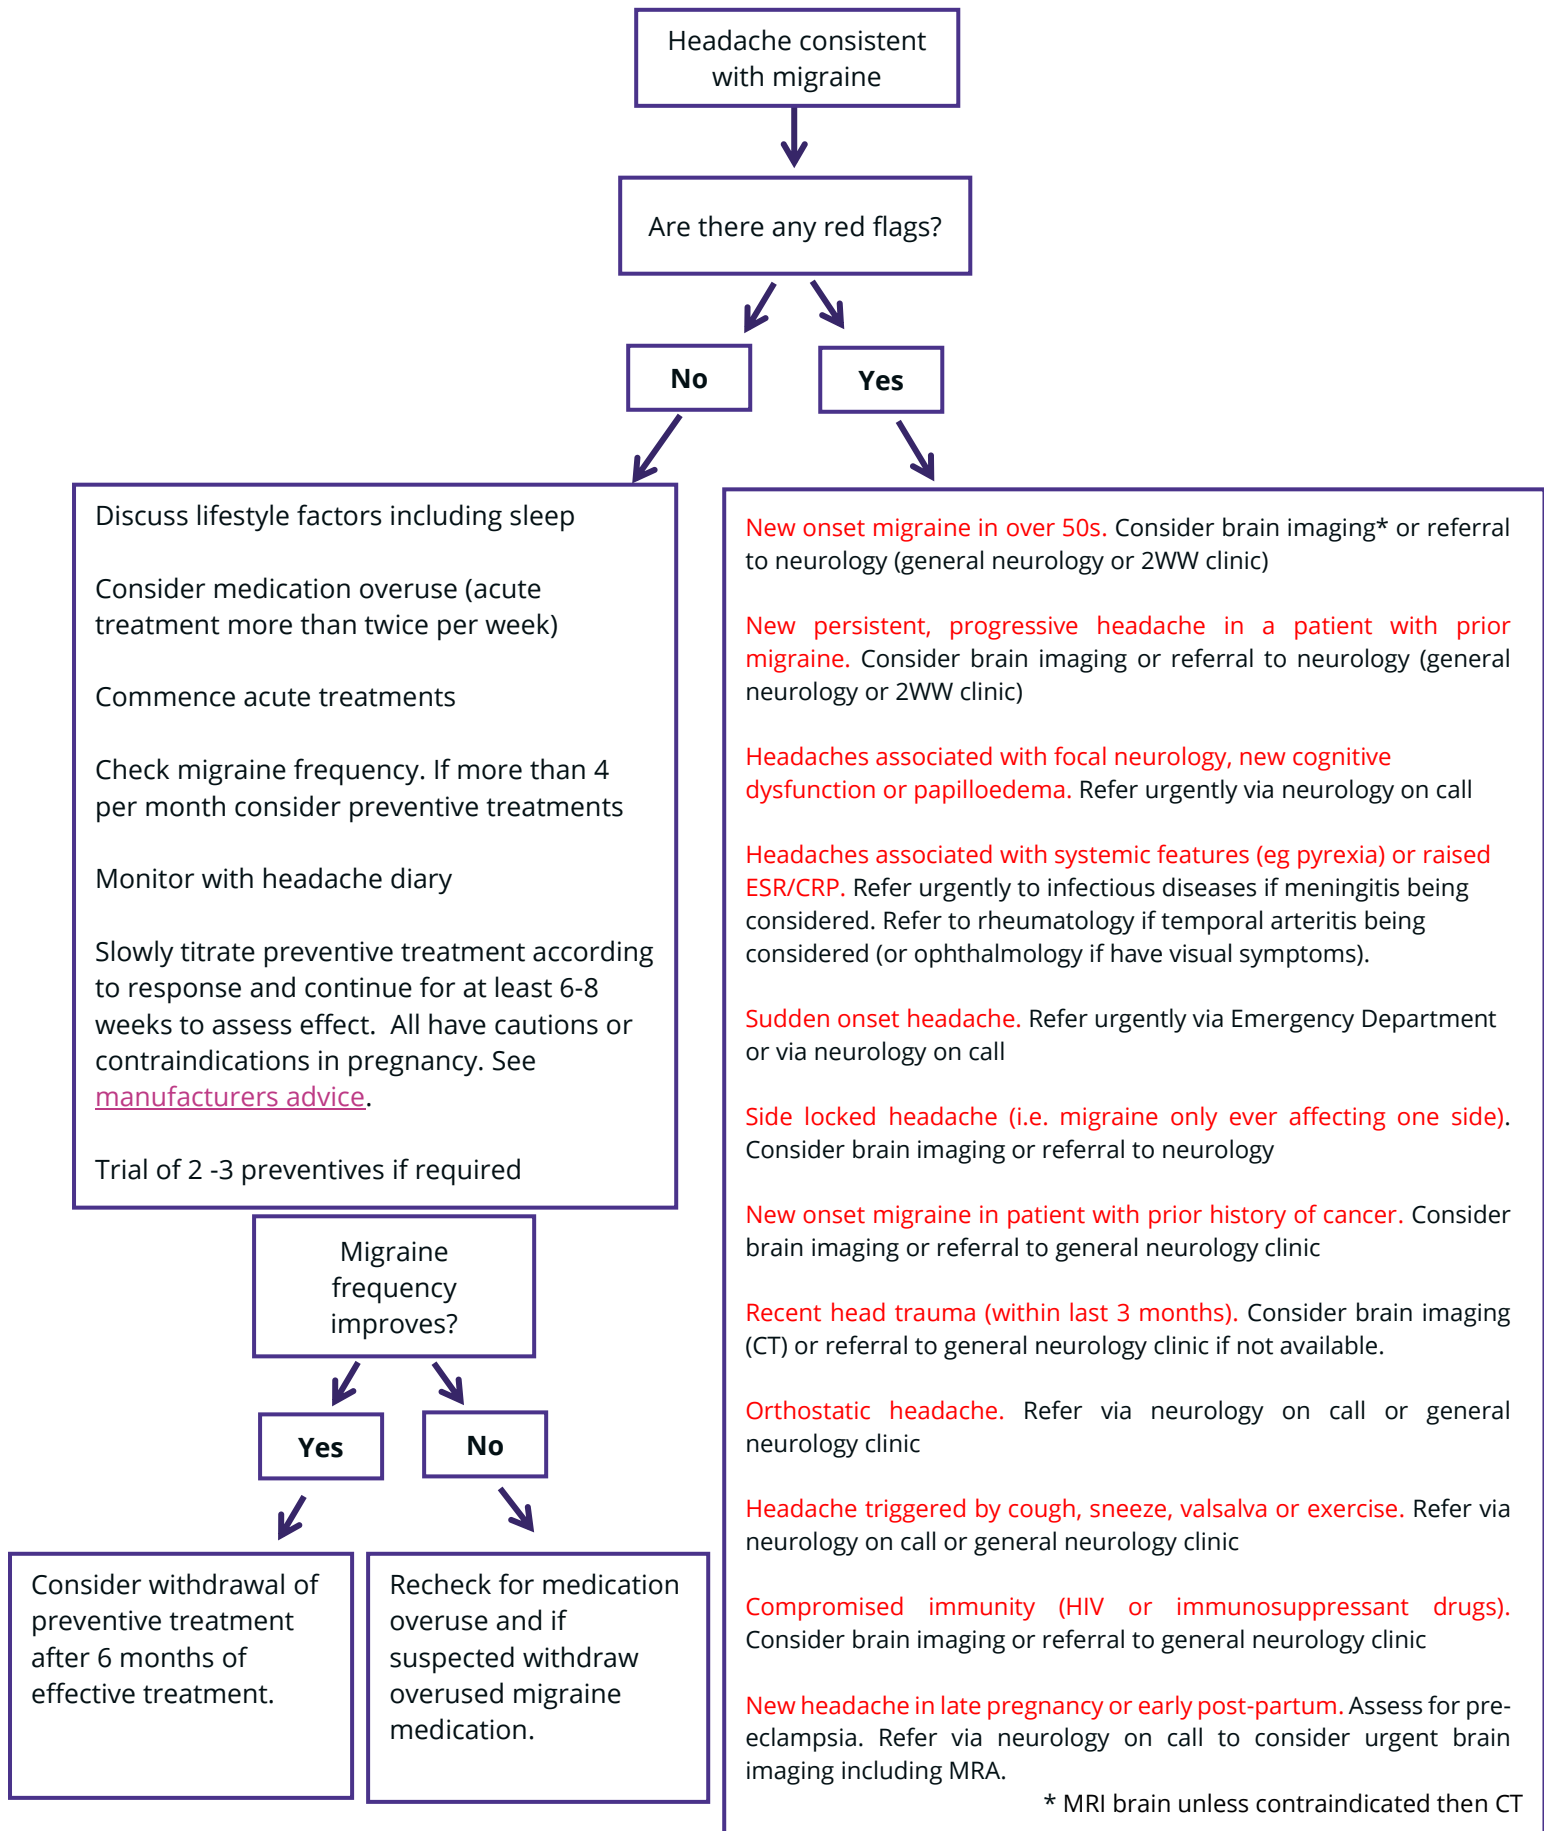 Headache consistent
with migraine
Are there any red flags?
No
Yes
Discuss lifestyle factors including sleep
Consider medication overuse (acute
treatment more than twice per week)
Commence acute treatments
Check migraine frequency. If more than 4
per month consider preventive treatments
Monitor with headache diary
Slowly titrate preventive treatment according
to response and continue for at least 6-8
weeks to assess effect.  All have cautions or
contraindications in pregnancy. See
manufacturers advice.
Trial of 2 -3 preventives if required
Migraine
frequency
improves?
Yes
No
Consider withdrawal of
preventive treatment
after 6 months of
effective treatment.
Recheck for medication
overuse and if
suspected withdraw
overused migraine
medication.
New onset migraine in over 50s. Consider brain imaging* or referral
to neurology (general neurology or 2WW clinic)
New persistent, progressive headache in a patient with prior
migraine. Consider brain imaging or referral to neurology (general
neurology or 2WW clinic)
Headaches associated with focal neurology, new cognitive
dysfunction or papilloedema. Refer urgently via neurology on call
Headaches associated with systemic features (eg pyrexia) or raised
ESR/CRP. Refer urgently to infectious diseases if meningitis being
considered. Refer to rheumatology if temporal arteritis being
considered (or ophthalmology if have visual symptoms).
Sudden onset headache. Refer urgently via Emergency Department
or via neurology on call
Side locked headache (i.e. migraine only ever affecting one side).
Consider brain imaging or referral to neurology
New onset migraine in patient with prior history of cancer. Consider
brain imaging or referral to general neurology clinic
Recent head trauma (within last 3 months). Consider brain imaging
(CT) or referral to general neurology clinic if not available.
Orthostatic headache. Refer via neurology on call or general
neurology clinic
Headache triggered by cough, sneeze, valsalva or exercise. Refer via
neurology on call or general neurology clinic
Compromised immunity (HIV or immunosuppressant drugs).
Consider brain imaging or referral to general neurology clinic
New headache in late pregnancy or early post-partum. Assess for pre-
eclampsia. Refer via neurology on call to consider urgent brain
imaging including MRA.
* MRI brain unless contraindicated then CT